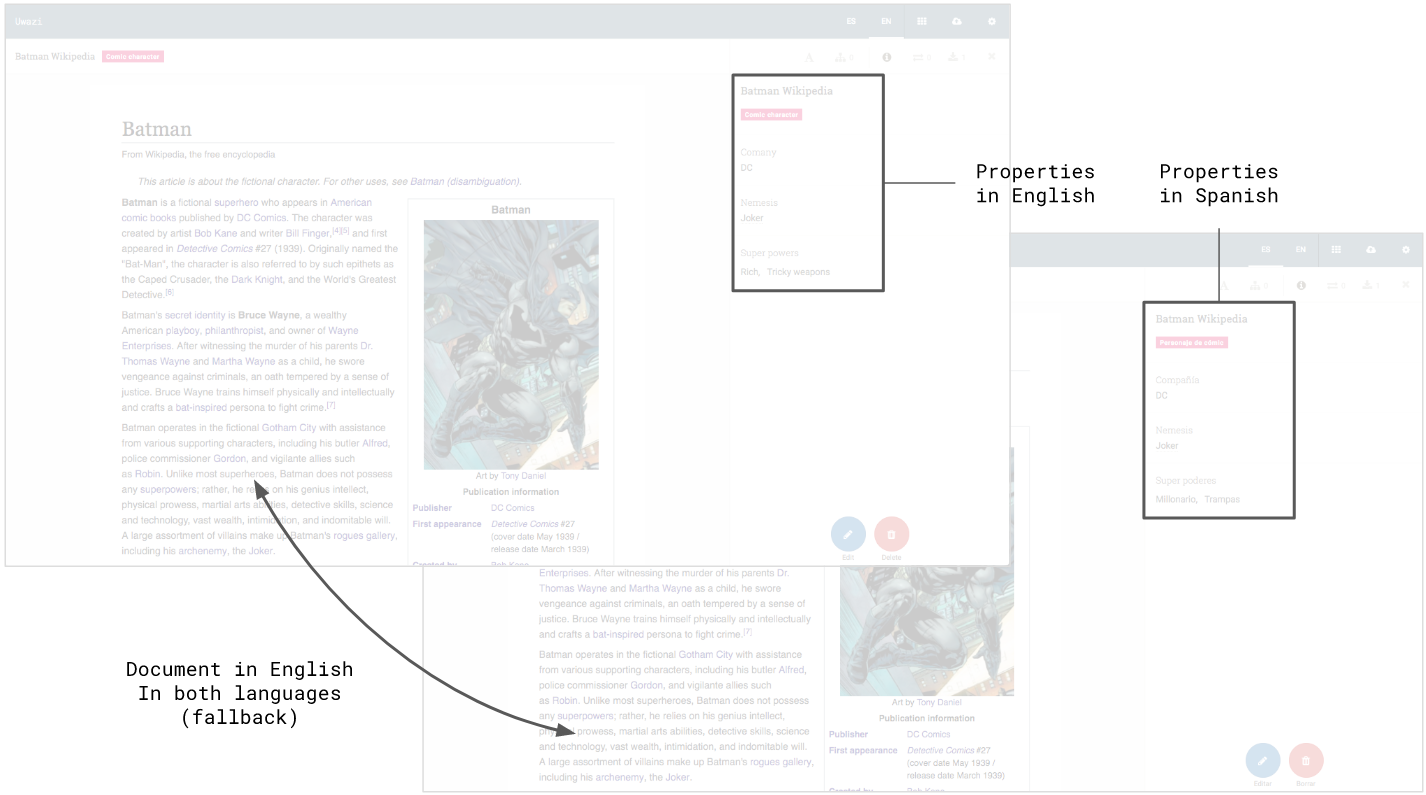 Uwazi
ES EN
Batman Wikipedia Comic character
A 0 0 1
Batman
From Wikipedia, the free encyclopedia
This article is about the fictional character. For other uses, see Batman (disambiguation).
Batman is a fictional superhero who appears in American
comic books published by DC Comics. The character was
created by artist Bob Kane and writer Bill Finger,[4][5] and first
appeared in Detective Comics #27 (1939). Originally named the
"Bat-Man", the character is also referred to by such epithets as
the Caped Crusader, the Dark Knight, and the World's Greatest
Detective.[6]
Batman's secret identity is Bruce Wayne, a wealthy
American playboy, philanthropist, and owner of Wayne
Enterprises. After witnessing the murder of his parents Dr.
Thomas Wayne and Martha Wayne as a child, he swore
vengeance against criminals, an oath tempered by a sense of
justice. Bruce Wayne trains himself physically and intellectually
and crafts a bat-inspired persona to fight crime.[7]
Batman operates in the fictional Gotham City with assistance
from various supporting characters, including his butler Alfred,
police commissioner Gordon, and vigilante allies such
as Robin. Unlike most superheroes, Batman does not possess
any superpowers; rather, he relies on his genius intellect,
physical prowess, martial arts abilities, detective skills, science
and technology, vast wealth, intimidation, and indomitable will.
A large assortment of villains make up Batman's rogues gallery,
including his archenemy, the Joker.
Batman
Art by Tony Daniel
Publication information
Publisher DC Comics
First appearance Detective Comics #27
(cover date May 1939 /
release date March 1939)
Created by Bob Kane
Batman Wikipedia
Comic character
Comany
DC
Nemesis
Joker
Super powers
Rich, Tricky weapons
Edit Delete
Properties
in English
Properties
in Spanish
ES EN
A 0 0 1
Batman Wikipedia
Personaje de cómic
Compañía
DC
Nemesis
Joker
Super poderes
Millonario, Trampas
Enterprises. After witnessing the murder of his parents Dr.
Thomas Wayne and Martha Wayne as a child, he swore
vengeance against criminals, an oath tempered by a sense of
justice. Bruce Wayne trains himself physically and intellectually
and crafts a bat-inspired persona to fight crime.[7]
Batman operates in the fictional Gotham City with assistance
from various supporting characters, including his butler Alfred,
police commissioner Gordon, and vigilante allies such
as Robin. Unlike most superheroes, Batman does not possess
any superpowers; rather, he relies on his genius intellect,
physical prowess, martial arts abilities, detective skills, science
and technology, vast wealth, intimidation, and indomitable will.
A large assortment of villains make up Batman's rogues gallery,
including his archenemy, the Joker.
Art by Tony Daniel
Publication information
Publisher DC Comics
First appearance Detective Comics #27
(cover date May 1939 /
release date March 1939)
Created by Bob Kane
Editar Borrar
Document in English
In both languages
(fallback)